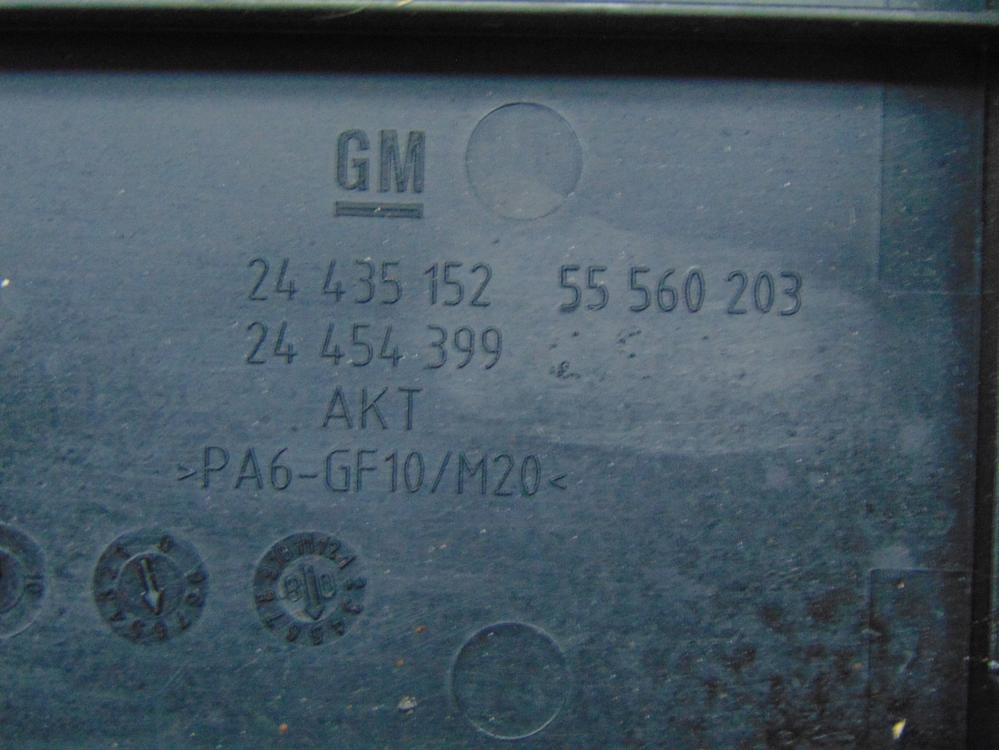 GM
24 435 152 55 560 203
24 454 399
AKT
>PA6-GF10/M20<